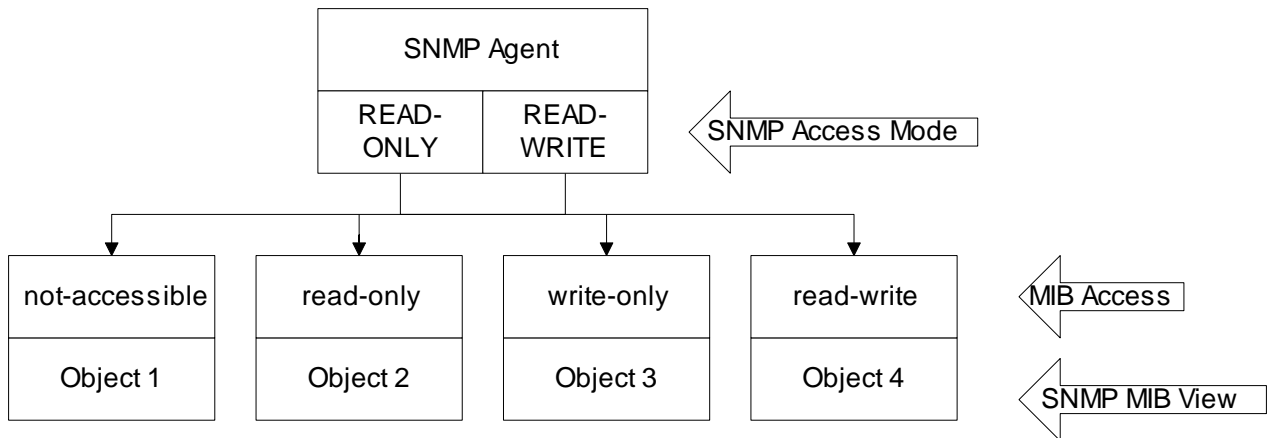 SNMP Agent
READ-
ONLY
READ-
WRITE
SNMP Access Mode
not-accessible
read-only
write-only
read-write
MIB Access
Object 1
Object 2
Object 3
Object 4
SNMP MIB View